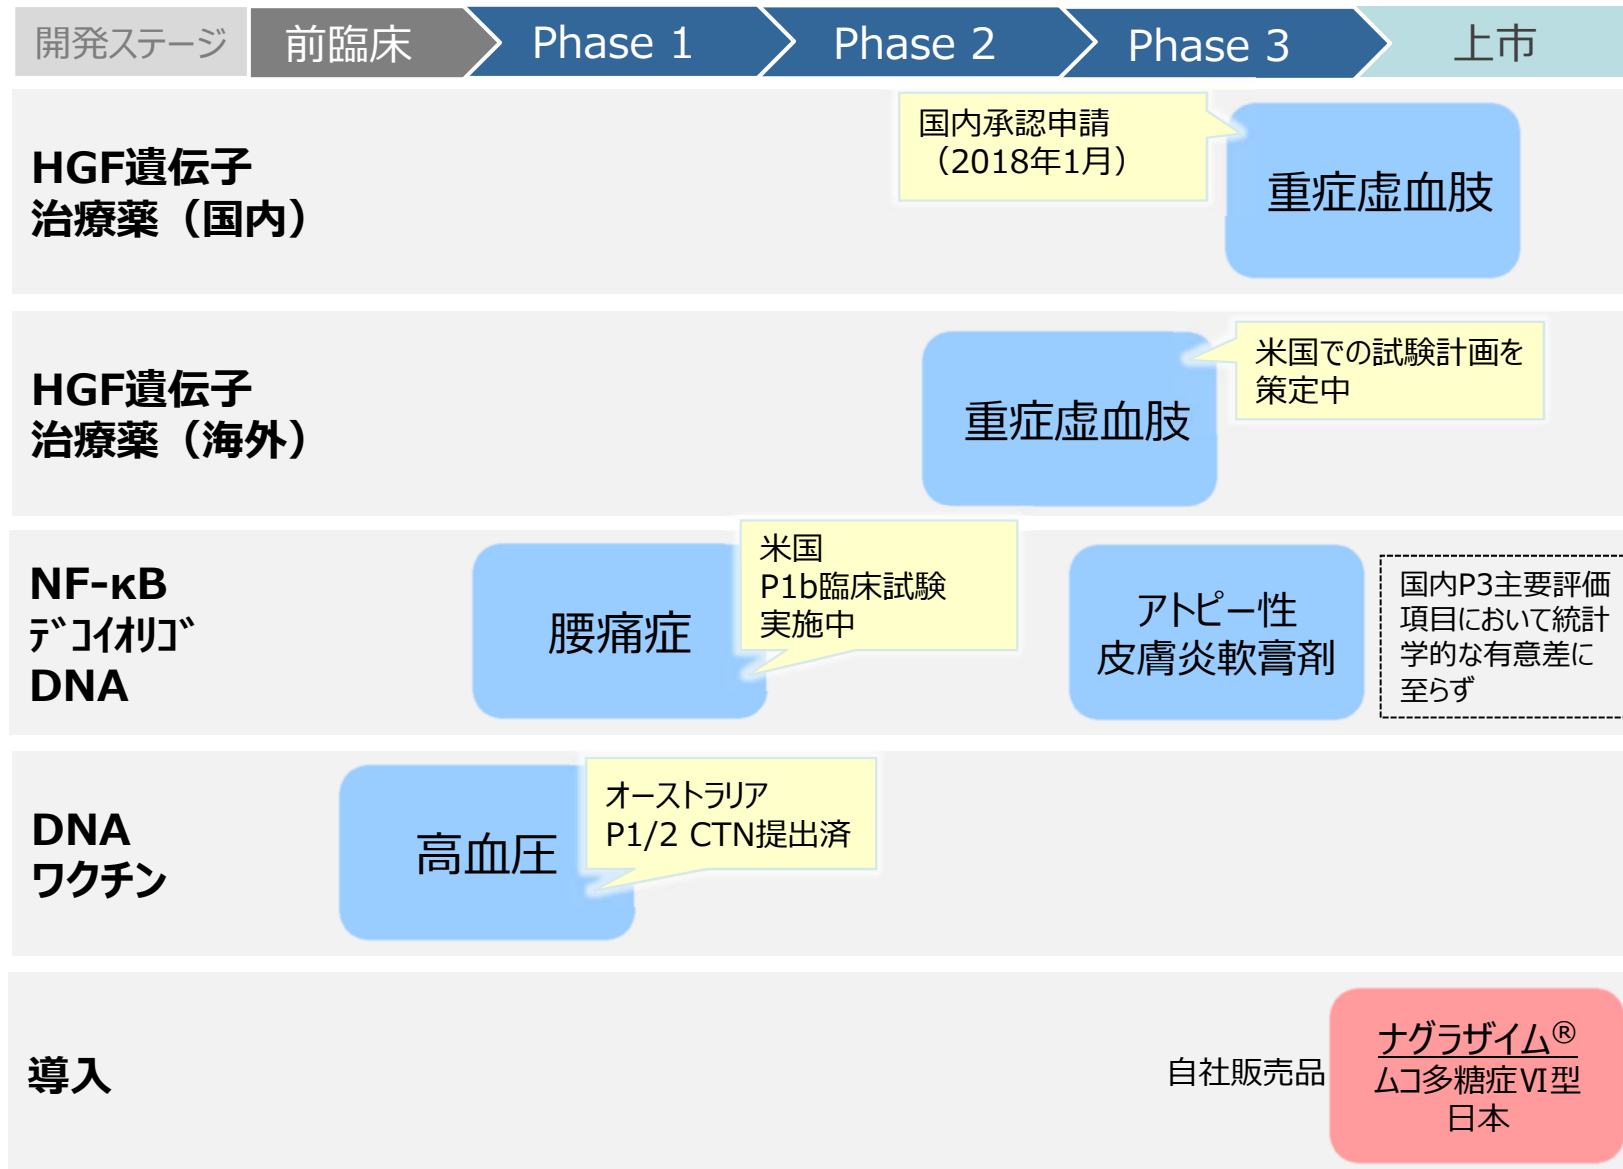 開発ステージ
前臨床
Phase 1
Phase 2
Phase 3
上市
HGF遺伝子
治療薬（国内）
国内承認申請
（2018年1月）
重症虚血肢
HGF遺伝子
治療薬（海外）
重症虚血肢
米国での試験計画を
策定中
NF-κB
ﾃﾞｺｲｵﾘｺﾞ
DNA
腰痛症
米国
P1b臨床試験
実施中
アトピー性
皮膚炎軟膏剤
国内P3主要評価
項目において統計
学的な有意差に
至らず
DNA
ワクチン
高血圧
オーストラリア
P1/2 CTN提出済
導入
自社販売品
ナグラザイム®
ムコ多糖症Ⅵ型
日本